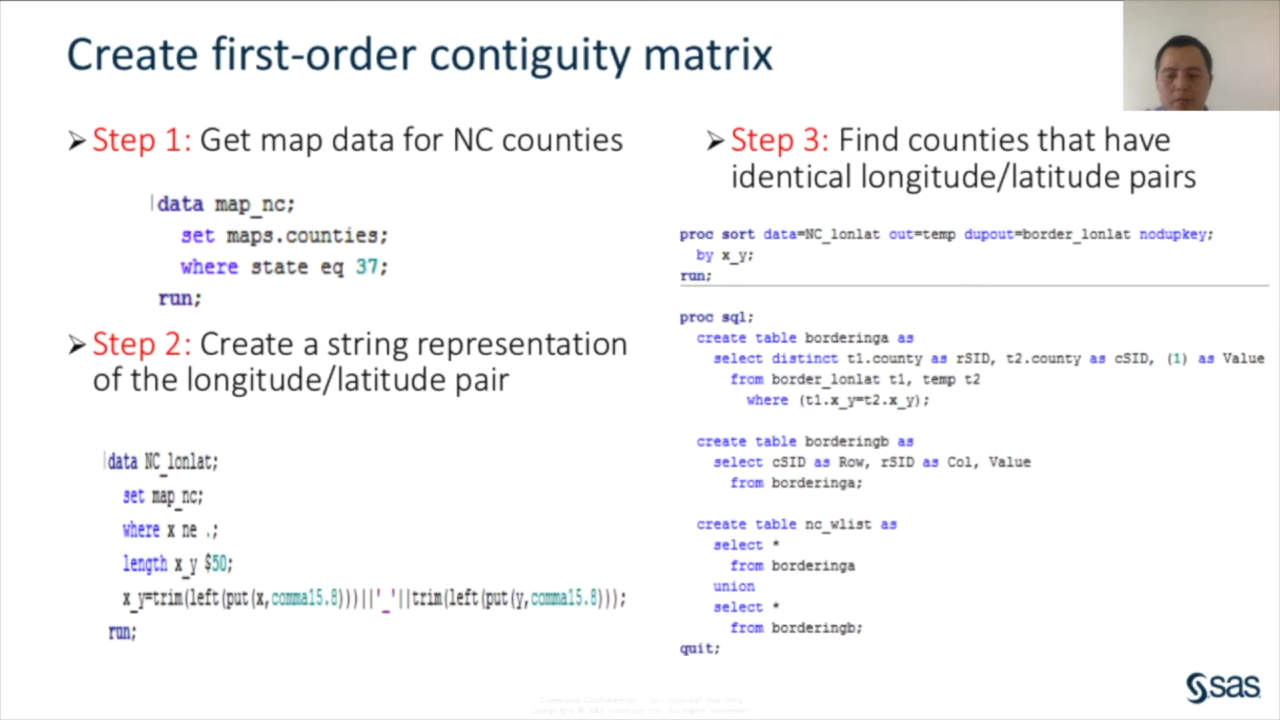 Create first-order contiguity matrix
➢ Step 1: Get map data for NC counties
data map_nc;
set maps.counties;
where state eq 37;
run;
➢ Step 2: Create a string representation
of the longitude/latitude pair
data NC_lonlat;
set map_nc;
where x ne .;
length x_y $50;
x_y=trim(left(put(x,comma15.8)))||'_'||trim(left(put(y,comma15.8)));
run;
➢ Step 3: Find counties that have
identical longitude/latitude pairs
proc sort data=NC_lonlat out=temp dupout=border_lonlat nodupkey;
by x_y;
run;
proc sql;
create table borderinga as
select distinct t1.county as rSID, t2.county as cSID, (1) as Value
from border_lonlat t1, temp t2
where (t1.x_y=t2.x_y);
create table borderingb as
select cSID as Row, rSID as Col, Value
from borderinga;
create table nc_wlist as
select *
from borderinga
union
select *
from borderingb;
quit;
sas